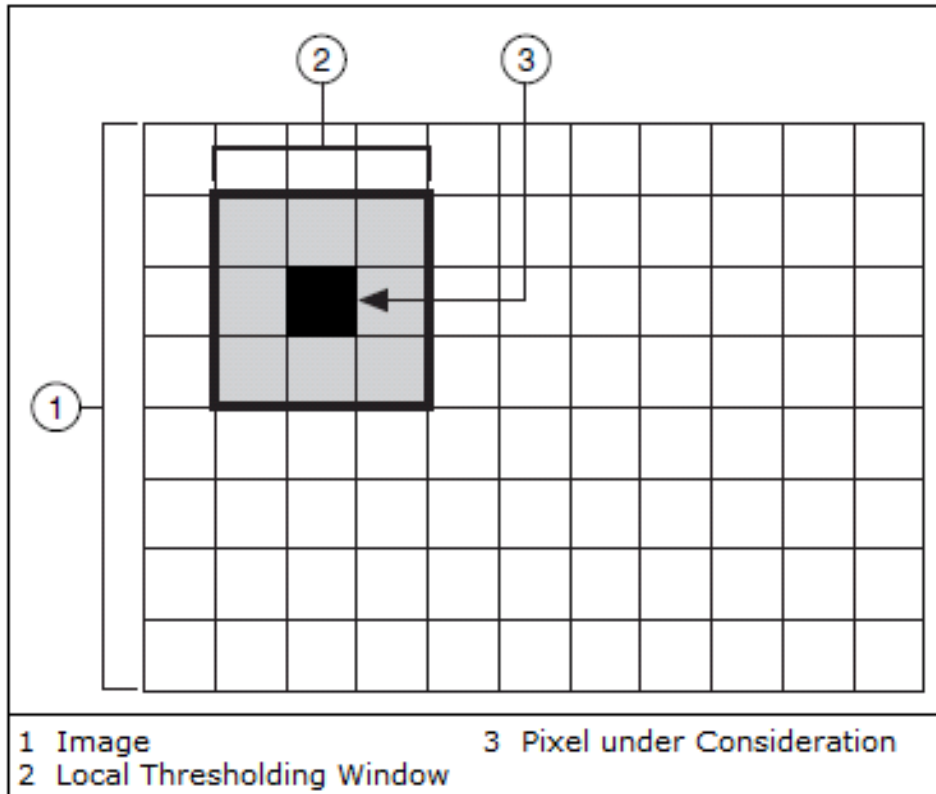 2 3
1
1 Image 3 Pixel under Consideration
2 Local Thresholding Window